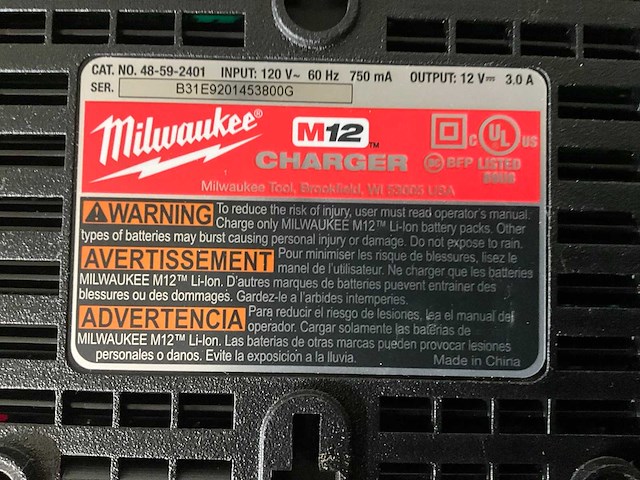 CAT. NO. 48-59-2401 INPUT: 120 V~ 60 Hz 750 mA OUTPUT: 12 V⎓ 3.0 A
SER. B31E9201453800G
Milwaukee®
M12™
CHARGER
C UL US
BFP LISTED
Milwaukee Tool, Brookfield, WI 53005 USA
⚠WARNING To reduce the risk of injury, user must read operator's manual.
Charge only MILWAUKEE M12™ Li-Ion battery packs. Other
types of batteries may burst causing personal injury or damage. Do not expose to rain.
AVERTISSEMENT Pour minimiser les risque de blessures, lisez le
manel de l'utilisateur. Ne charger que les batteries
MILWAUKEE M12™ Li-Ion. D'autres marques de batteries peuvent entrainer des
blessures ou des dommages. Gardez-le a l'arbides intemperies.
ADVERTENCIA Para reducir el riesgo de lesiones, lea el manual del
operador. Cargar solamente las baterías de
MILWAUKEE M12™ Li-Ion. Las baterías de otras marcas pueden provocar lesiones
personales o danos. Evite la exposición a la lluvia. Made in China